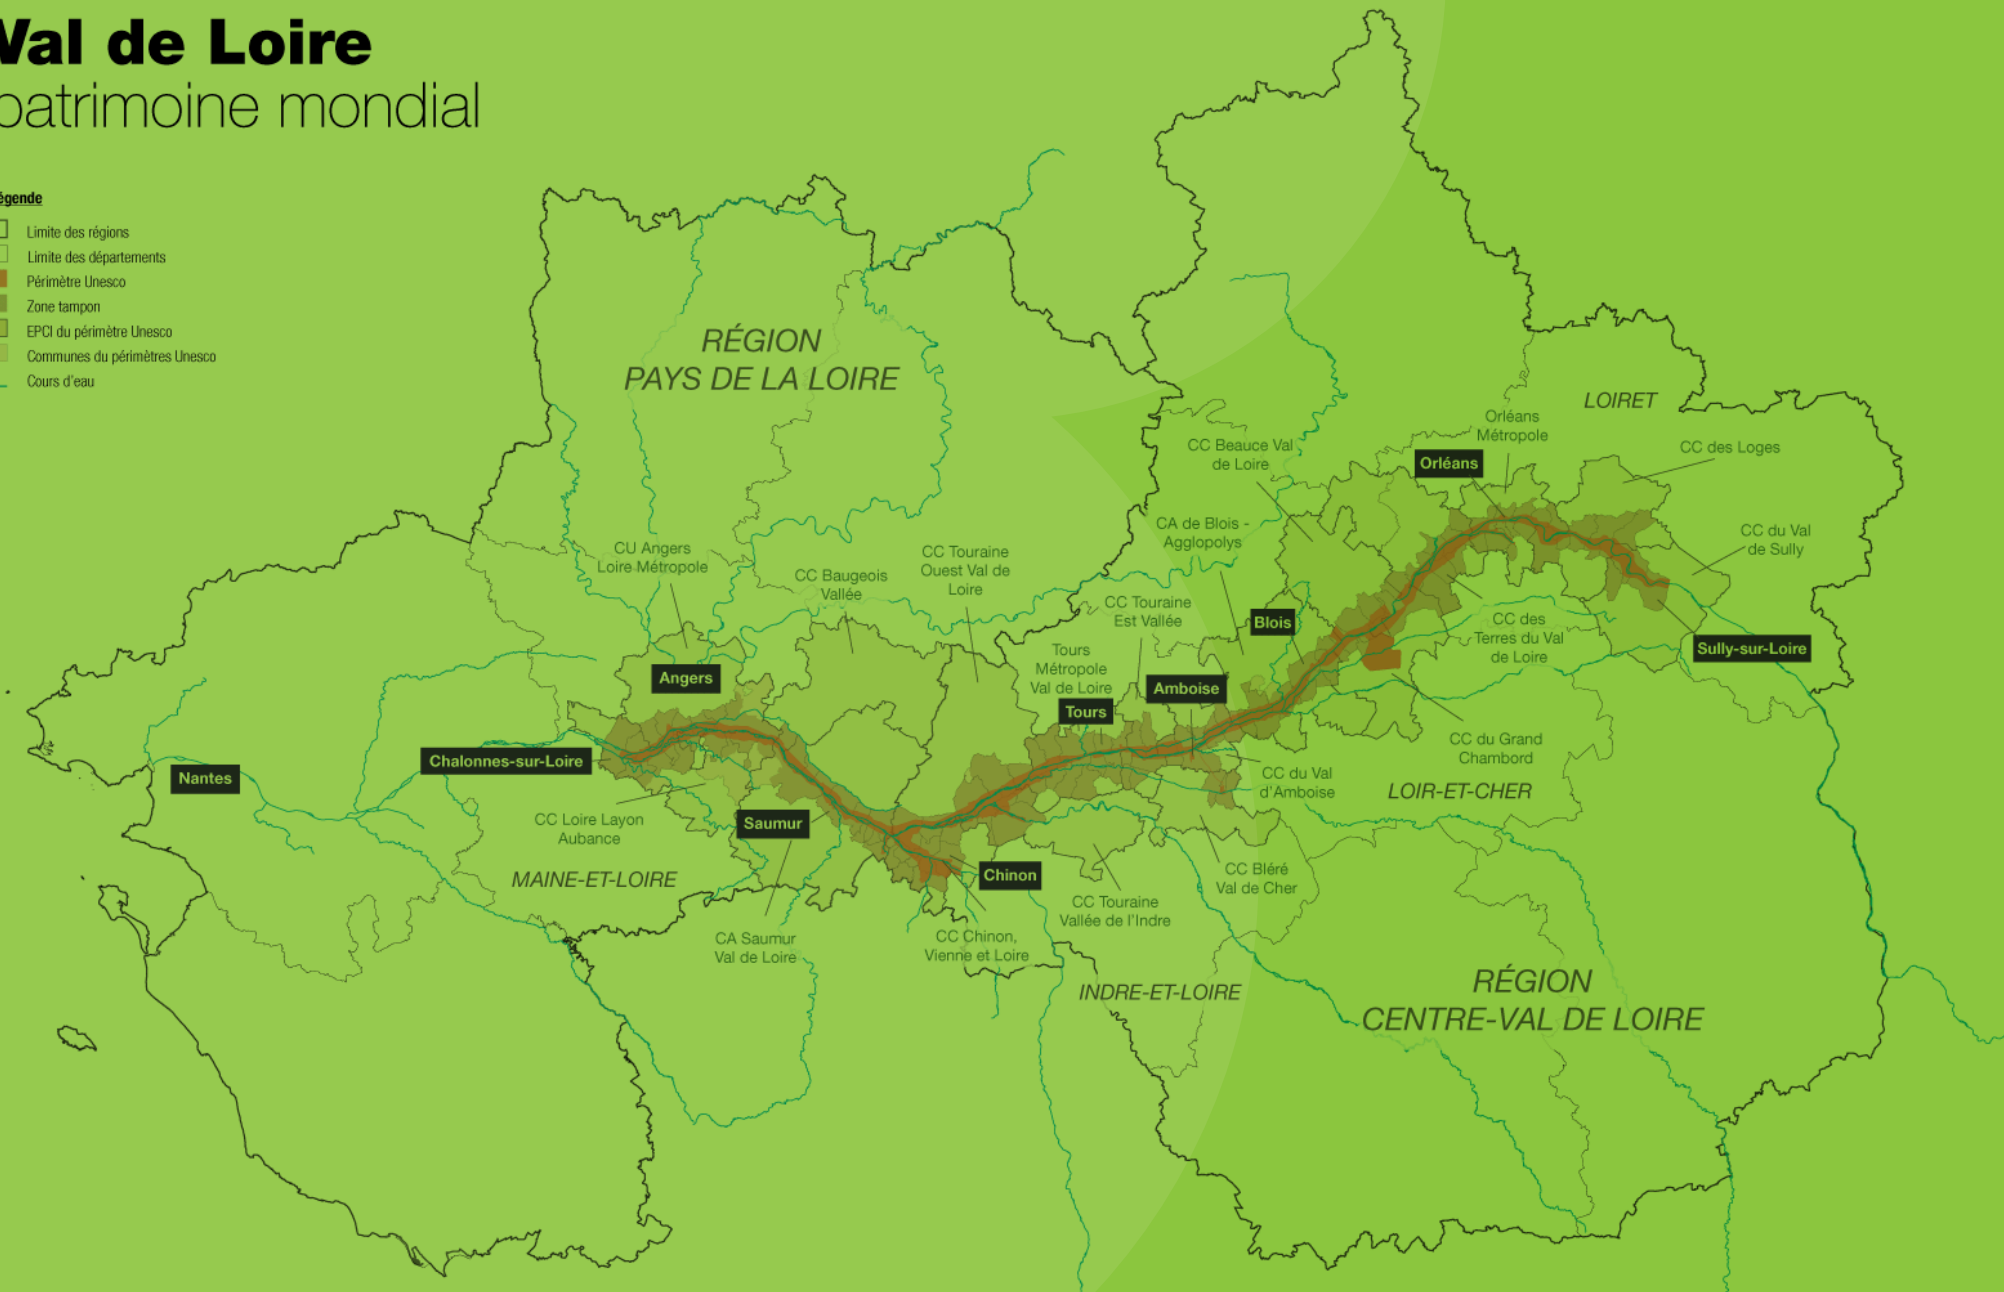 Val de Loire
patrimoine mondial
égende
Limite des régions
Limite des départements
Périmètre Unesco
Zone tampon
EPCI du périmètre Unesco
Communes du périmètres Unesco
Cours d'eau
RÉGION
PAYS DE LA LOIRE
LOIRET
Orléans
Métropole
CC des Loges
CC Beauce Val
de Loire
Orléans
CA de Blois -
Agglopolys
CC du Val
de Sully
CU Angers
Loire Métropole
CC Baugeois
Vallée
CC Touraine
Ouest Val de
Loire
CC Touraine
Est Vallée
Blois
CC des
Terres du Val
de Loire
Sully-sur-Loire
Tours
Métropole
Val de Loire
Angers
Amboise
Tours
CC du Grand
Chambord
Chalonnes-sur-Loire
Nantes
CC du Val
d'Amboise
LOIR-ET-CHER
CC Loire Layon
Aubance
Saumur
MAINE-ET-LOIRE
Chinon
CC Bléré
Val de Cher
CC Touraine
Vallée de l'Indre
CA Saumur
Val de Loire
CC Chinon,
Vienne et Loire
INDRE-ET-LOIRE
RÉGION
CENTRE-VAL DE LOIRE